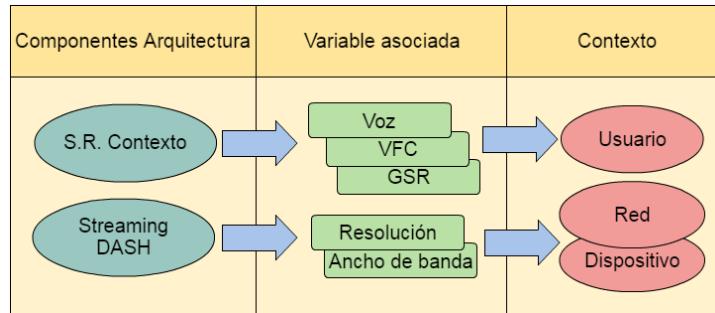 Componentes Arquitectura
Variable asociada
Contexto
S.R. Contexto
Voz
VFC
GSR
Usuario
Streaming
DASH
Resolución
Ancho de banda
Red
Dispositivo